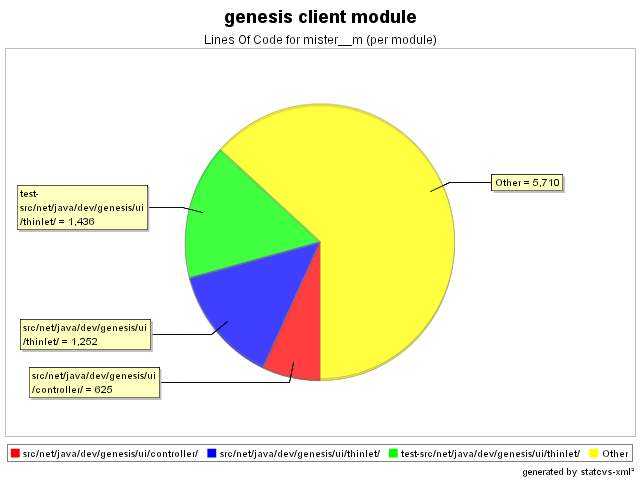 genesis client module
Lines Of Code for mister__m (per module)
Other = 5,710
test-
src/net/java/dev/genesis/ui
/thinlet/ = 1,436
src/net/java/dev/genesis/ui
/thinlet/ = 1,252
src/net/java/dev/genesis/ui
/controller/ = 625
src/net/java/dev/genesis/ui/controller/ src/net/java/dev/genesis/ui/thinlet/ test-src/net/java/dev/genesis/ui/thinlet/ Other
generated by statcvs-xml²